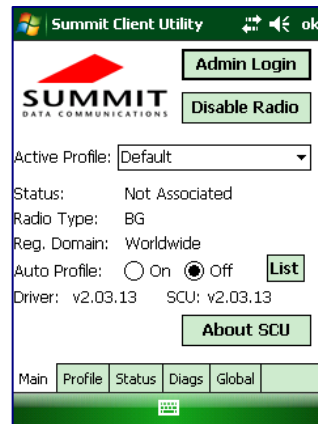 Summit Client Utility ok
Admin Login
SUMMIT
DATA COMMUNICATIONS
Disable Radio
Active Profile: Default
Status: Not Associated
Radio Type: BG
Reg. Domain: Worldwide
Auto Profile: On Off List
Driver: v2.03.13 SCU: v2.03.13
About SCU
Main Profile Status Diags Global